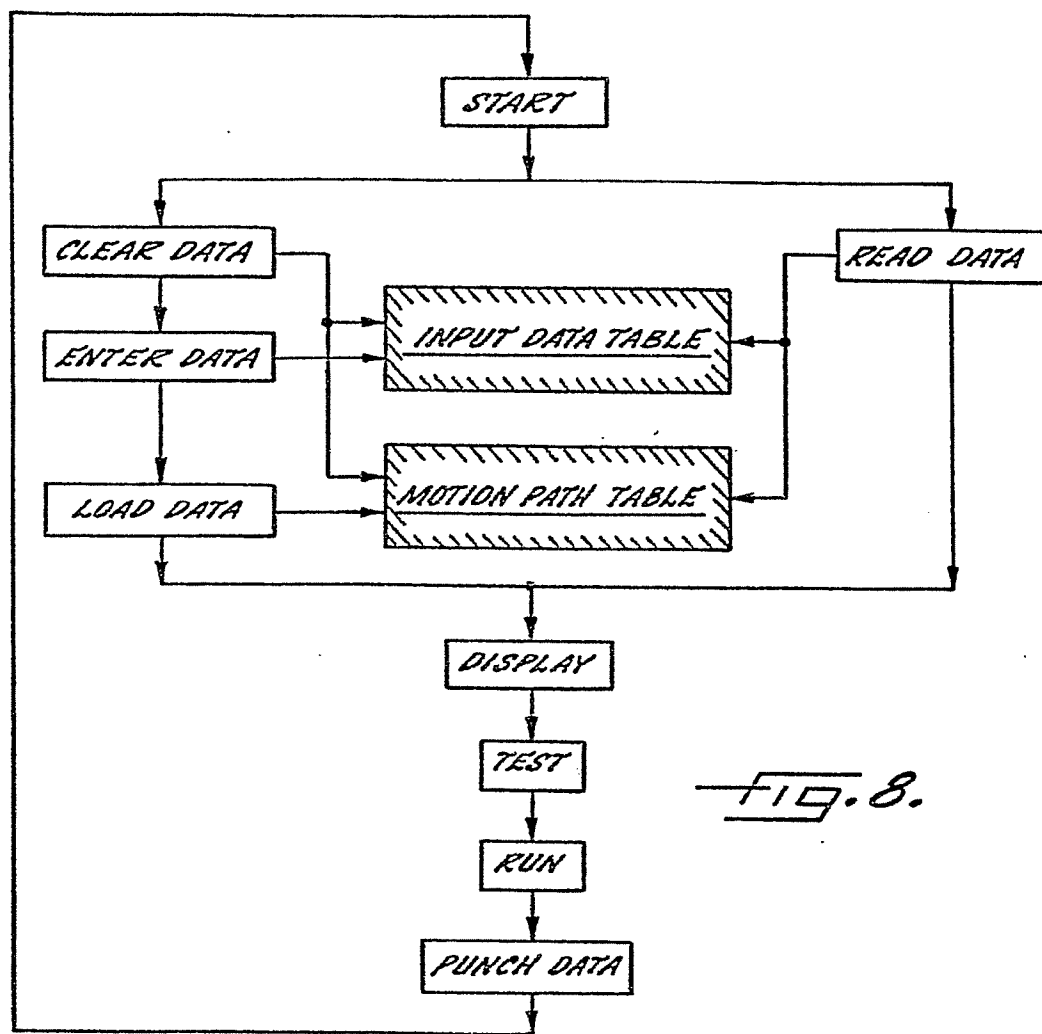 START
CLEAR DATA
READ DATA
INPUT DATA TABLE
ENTER DATA
MOTION PATH TABLE
LOAD DATA
DISPLAY
TEST
RUN
PUNCH DATA
FIG. 8.